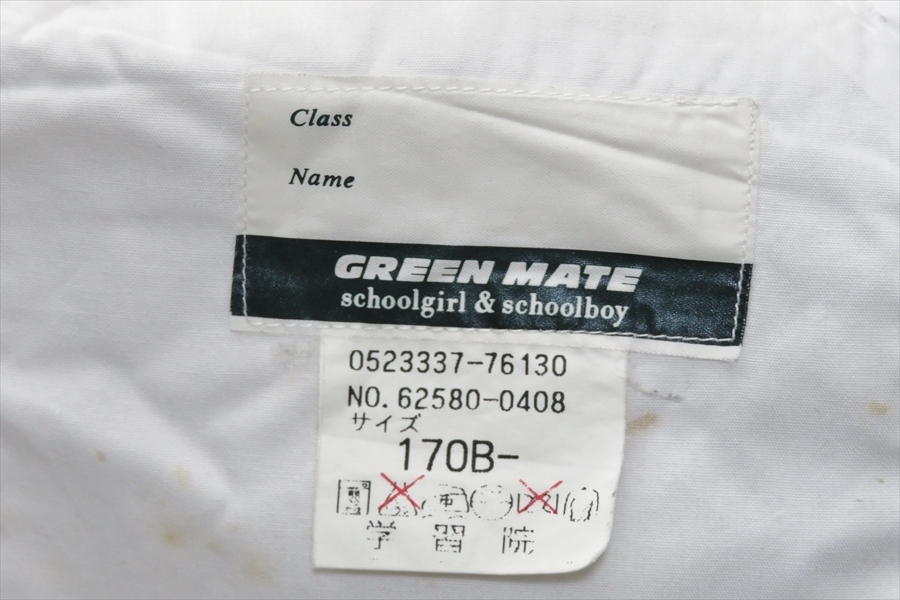 Class
Name
GREEN MATE
schoolgirl & schoolboy
0523337-76130
NO.62580-0408
サイズ
170B-
学習院